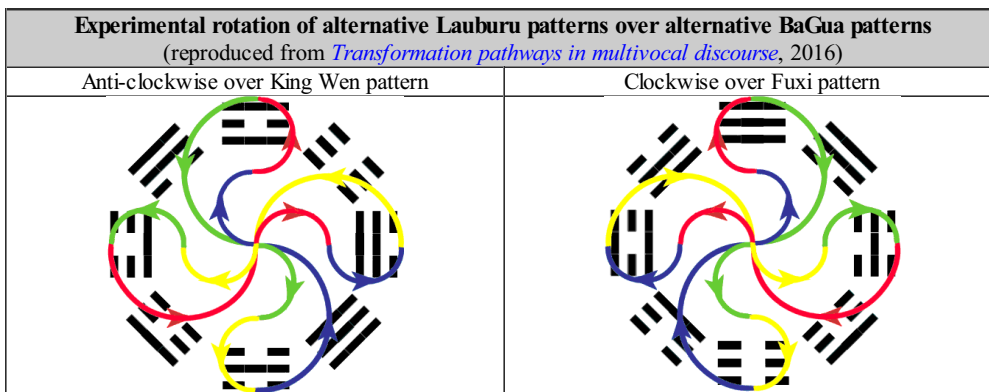 Experimental rotation of alternative Lauburu patterns over alternative BaGua patterns
(reproduced from Transformation pathways in multivocal discourse, 2016)
Anti-clockwise over King Wen pattern
Clockwise over Fuxi pattern